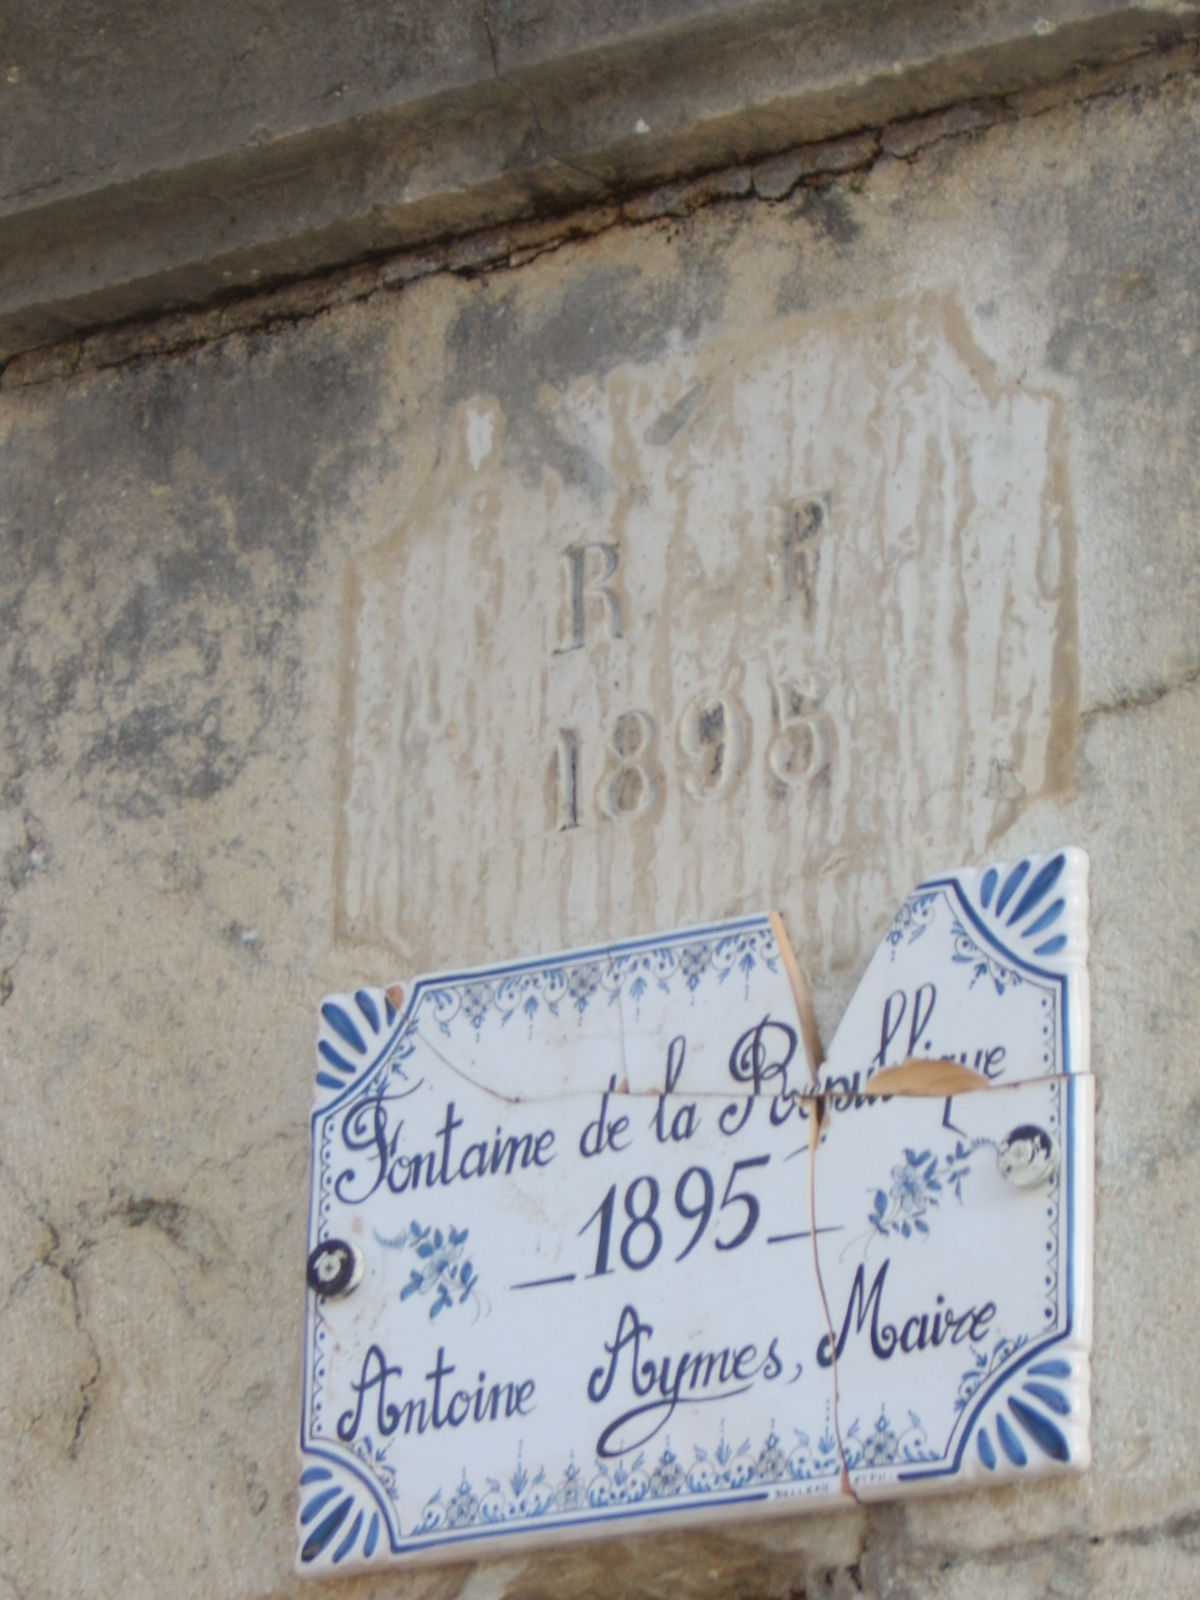 R F
1895
Fontaine de la République
1895
Antoine Aymes, Maire